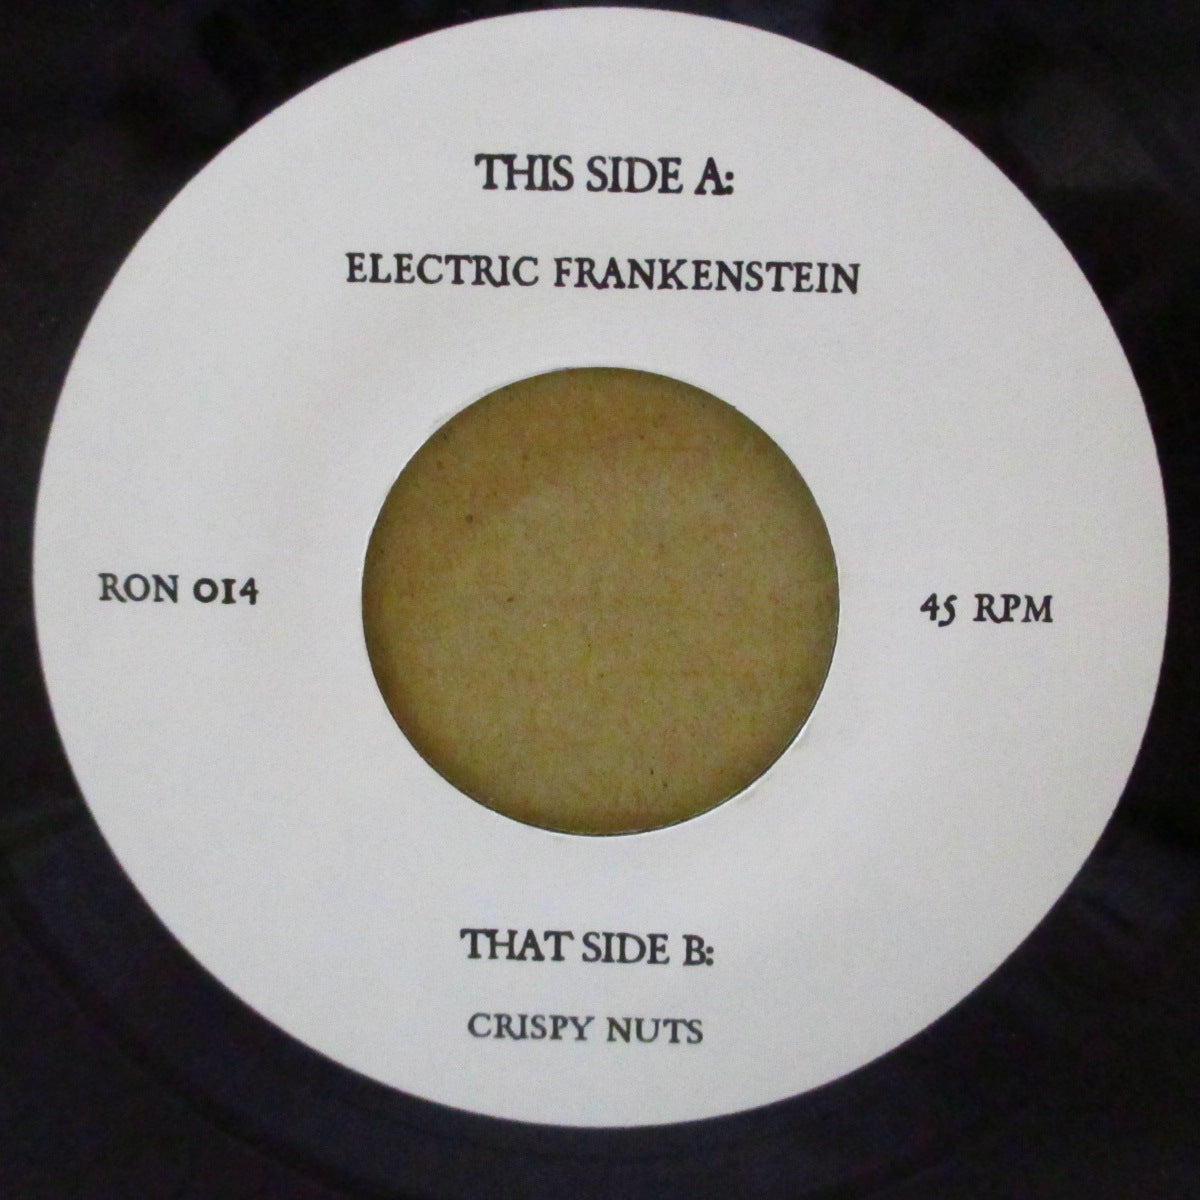 THIS SIDE A:
ELECTRIC FRANKENSTEIN
RON 014
45 RPM
THAT SIDE B:
CRISPY NUTS